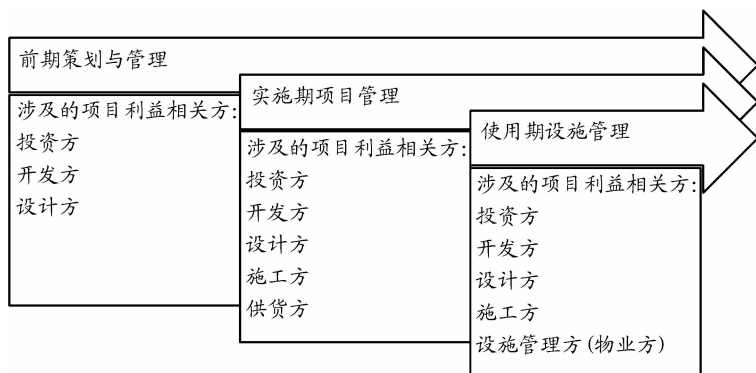 前期策划与管理
涉及的项目利益相关方:
投资方
开发方
设计方
实施期项目管理
涉及的项目利益相关方:
投资方
开发方
设计方
施工方
供货方
使用期设施管理
涉及的项目利益相关方:
投资方
开发方
设计方
施工方
设施管理方(物业方)